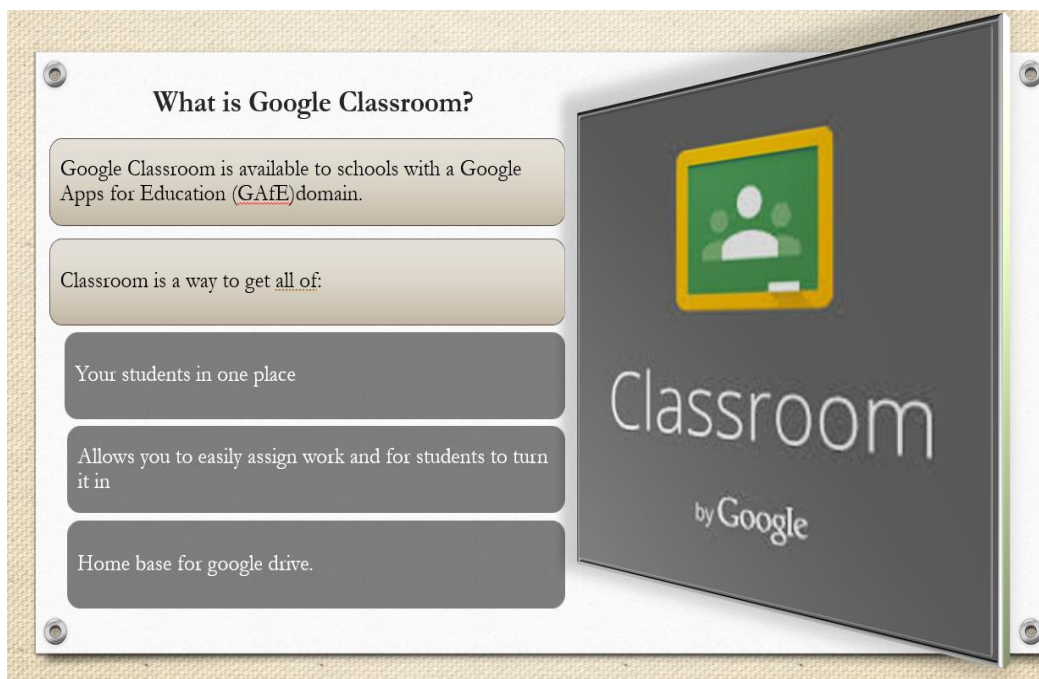 What is Google Classroom?
Google Classroom is available to schools with a Google
Apps for Education (GAfE)domain.
Classroom is a way to get all of:
Your students in one place
Allows you to easily assign work and for students to turn
it in
Home base for google drive.
Classroom
by Google